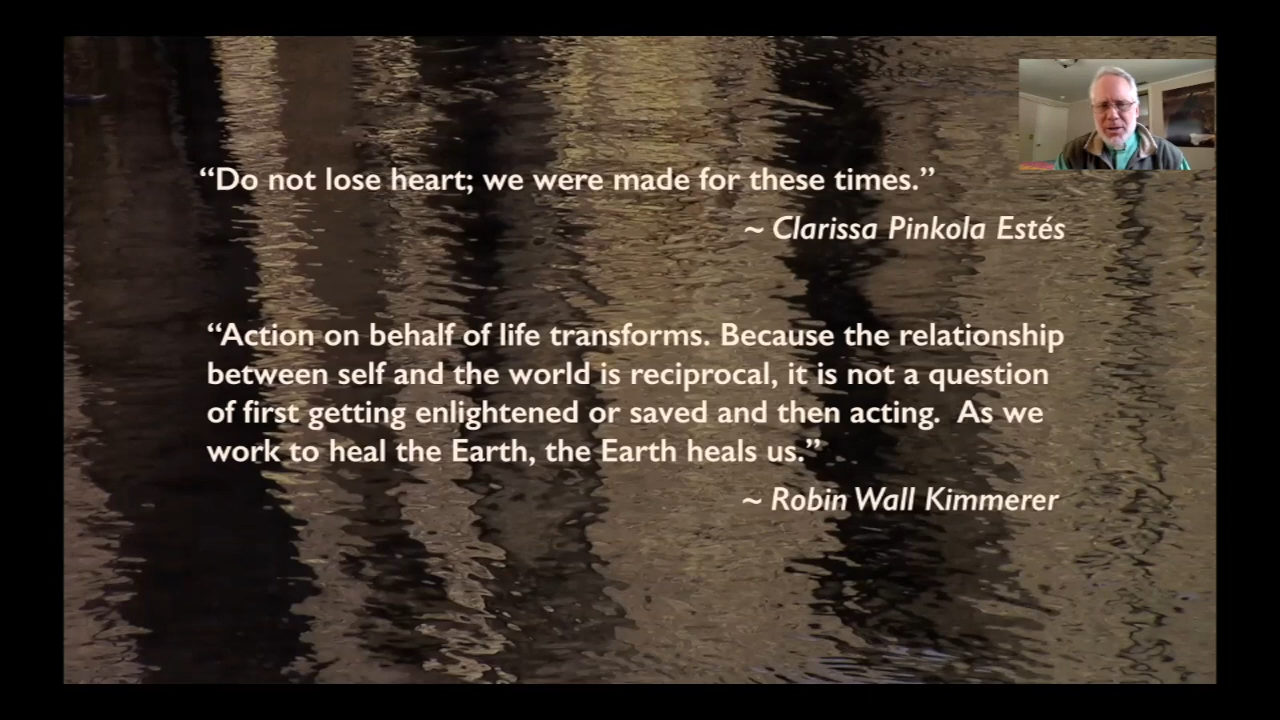 “Do not lose heart; we were made for these times.”
~ Clarissa Pinkola Estés
“Action on behalf of life transforms. Because the relationship
between self and the world is reciprocal, it is not a question
of first getting enlightened or saved and then acting.  As we
work to heal the Earth, the Earth heals us.”
~ Robin Wall Kimmerer